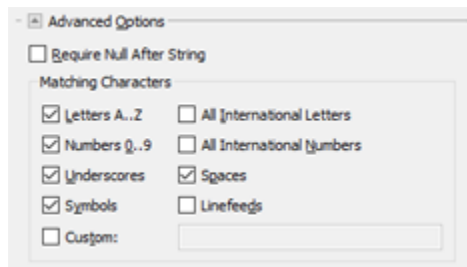 Advanced Options
Require Null After String
Matching Characters
Letters A..Z All International Letters
Numbers 0..9 All International Numbers
Underscores Spaces
Symbols Linefeeds
Custom: